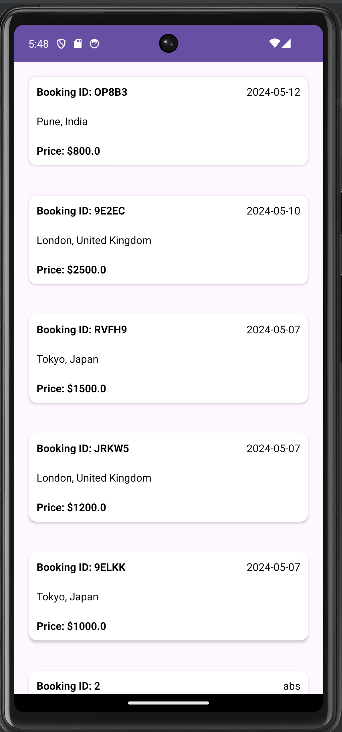 5:48
Booking ID: OP8B3 2024-05-12
Pune, India
Price: $800.0
Booking ID: 9E2EC 2024-05-10
London, United Kingdom
Price: $2500.0
Booking ID: RVFH9 2024-05-07
Tokyo, Japan
Price: $1500.0
Booking ID: JRKW5 2024-05-07
London, United Kingdom
Price: $1200.0
Booking ID: 9ELKK 2024-05-07
Tokyo, Japan
Price: $1000.0
Booking ID: 2 abs